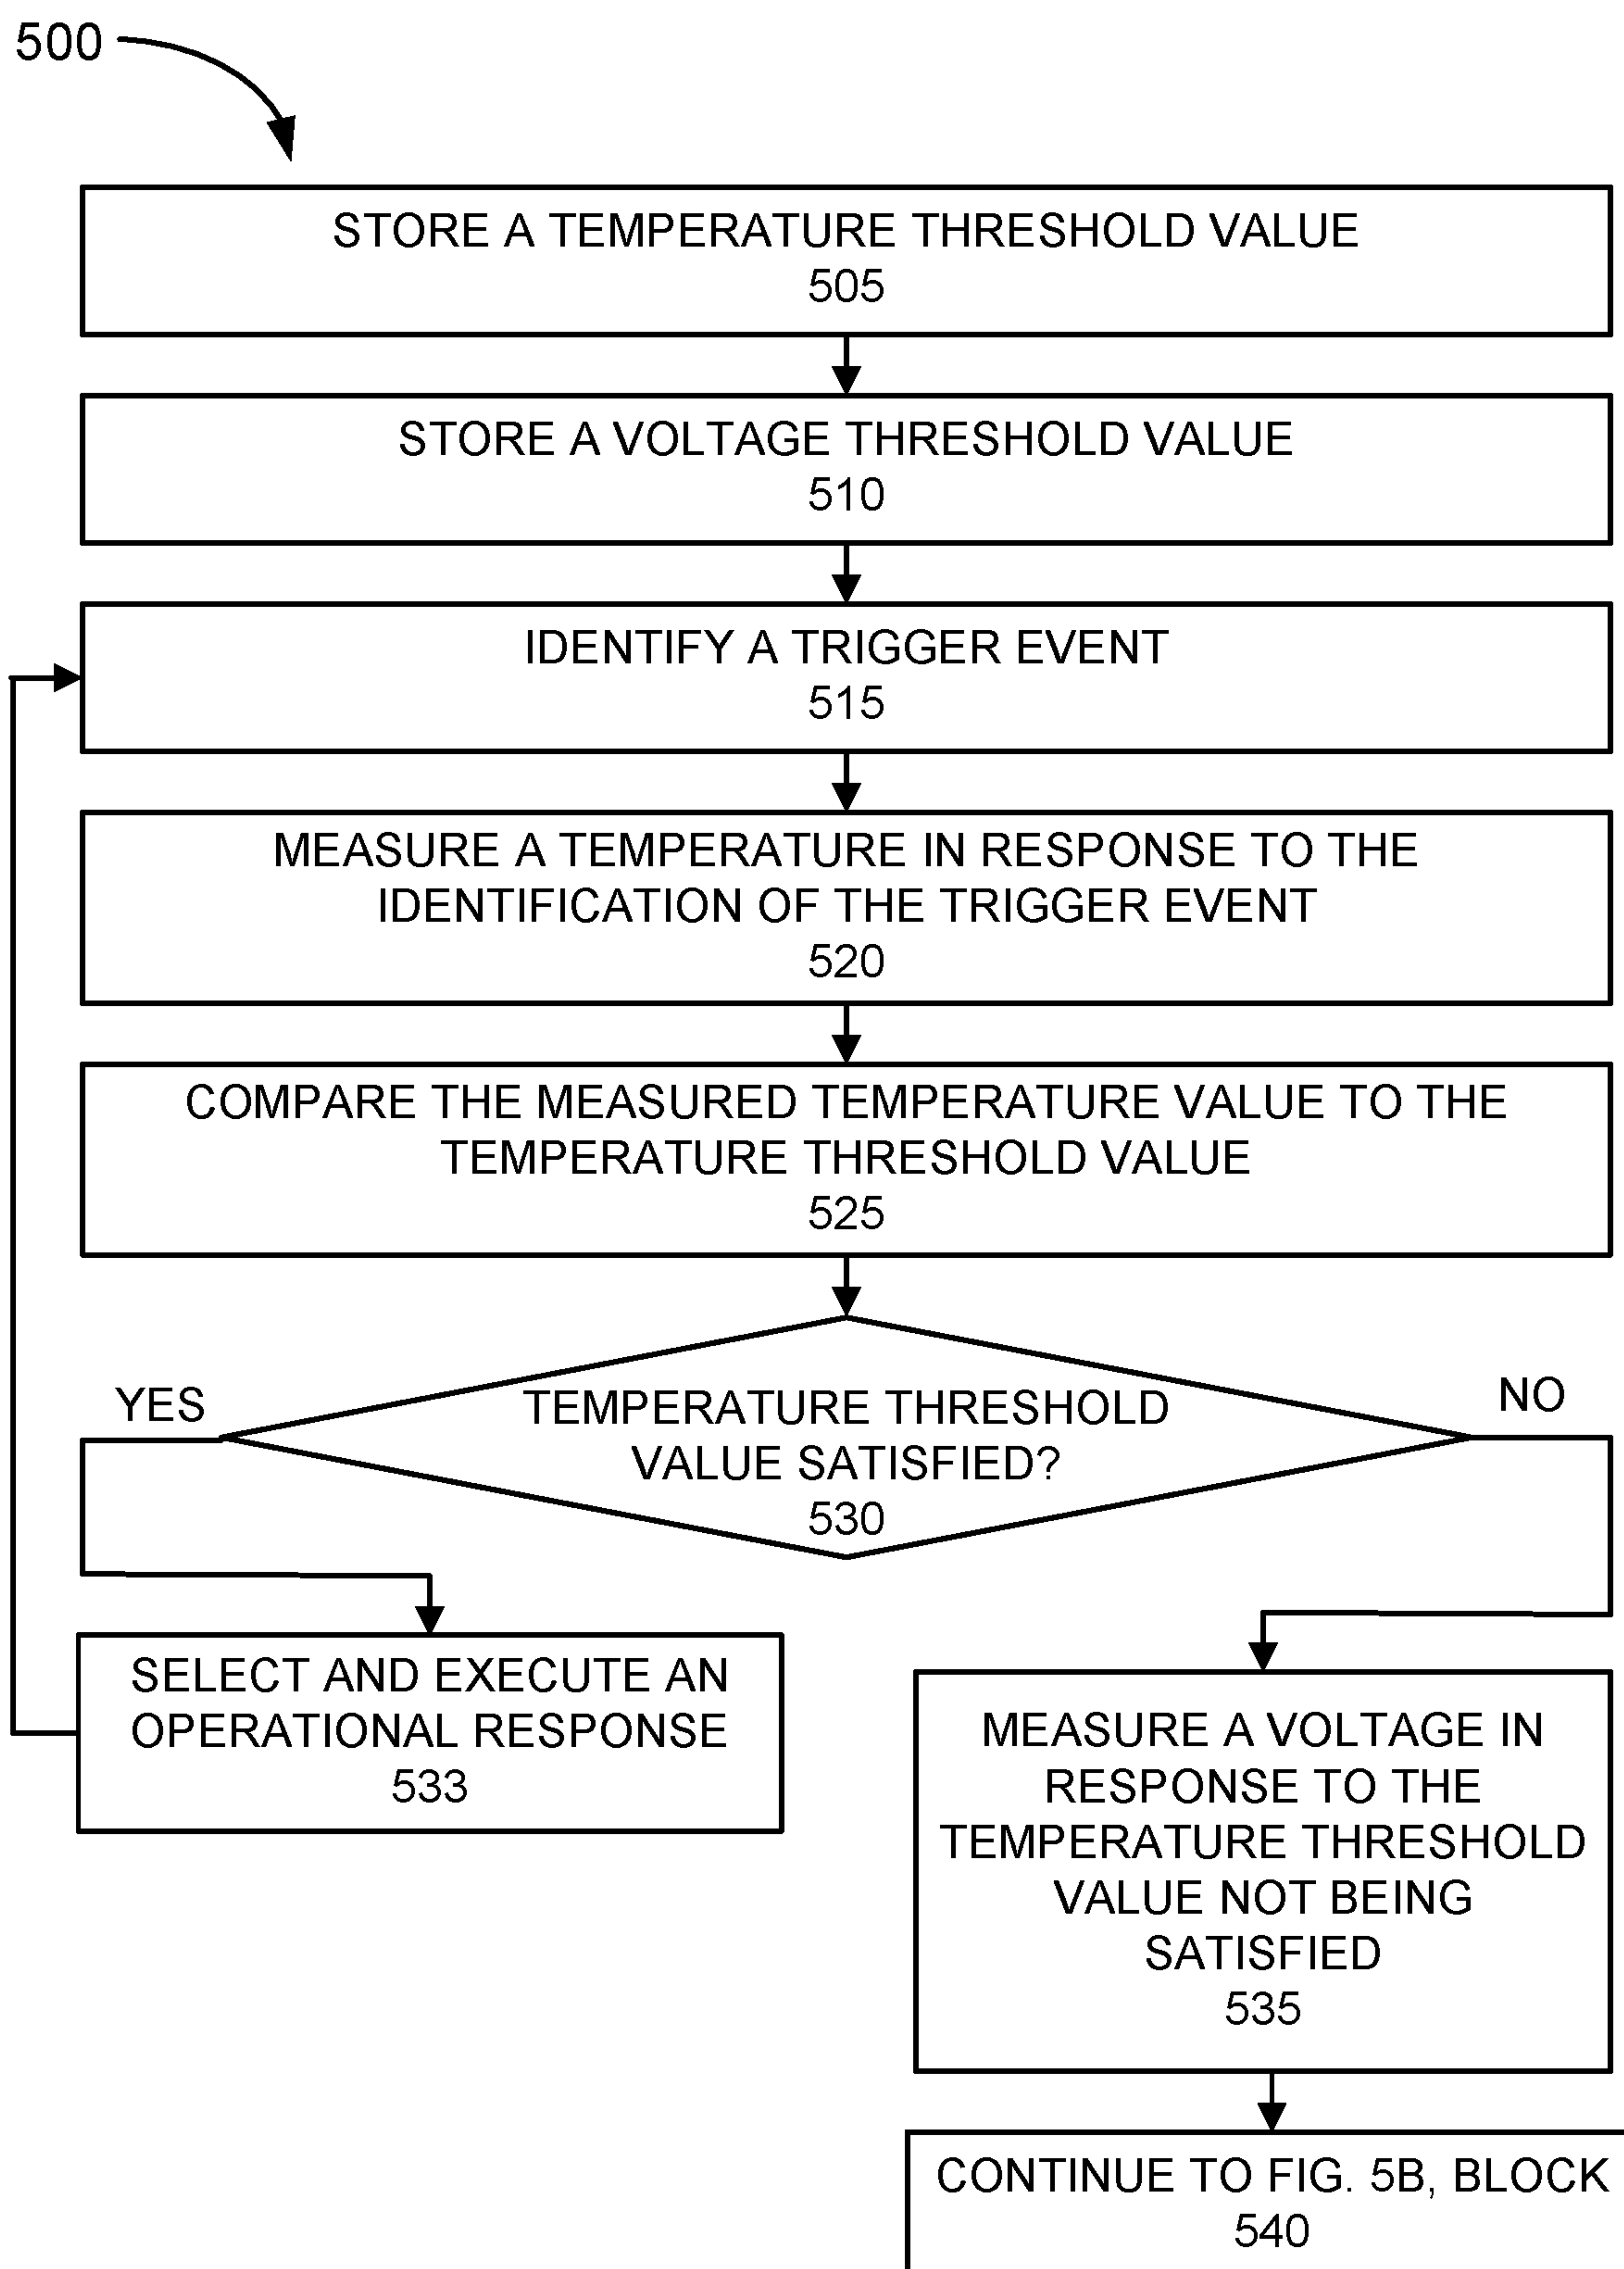 500
STORE A TEMPERATURE THRESHOLD VALUE
505
STORE A VOLTAGE THRESHOLD VALUE
510
IDENTIFY A TRIGGER EVENT
515
MEASURE A TEMPERATURE IN RESPONSE TO THE
IDENTIFICATION OF THE TRIGGER EVENT
520
COMPARE THE MEASURED TEMPERATURE VALUE TO THE
TEMPERATURE THRESHOLD VALUE
525
YES
TEMPERATURE THRESHOLD
VALUE SATISFIED?
530
NO
SELECT AND EXECUTE AN
OPERATIONAL RESPONSE
533
MEASURE A VOLTAGE IN
RESPONSE TO THE
TEMPERATURE THRESHOLD
VALUE NOT BEING
SATISFIED
535
CONTINUE TO FIG. 5B, BLOCK
540